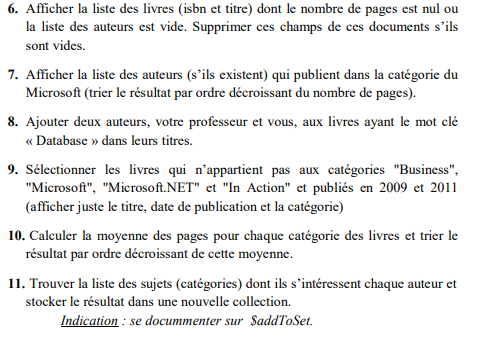 6. Afficher la liste des livres (isbn et titre) dont le nombre de pages est nul ou
la liste des auteurs est vide. Supprimer ces champs de ces documents s'ils
sont vides.
7. Afficher la liste des auteurs (s'ils existent) qui publient dans la catégorie du
Microsoft (trier le résultat par ordre décroissant du nombre de pages).
8. Ajouter deux auteurs, votre professeur et vous, aux livres ayant le mot clé
« Database » dans leurs titres.
9. Sélectionner les livres qui n'appartient pas aux catégories "Business",
"Microsoft", "Microsoft.NET" et "In Action" et publiés en 2009 et 2011
(afficher juste le titre, date de publication et la catégorie)
10. Calculer la moyenne des pages pour chaque catégorie des livres et trier le
résultat par ordre décroissant de cette moyenne.
11. Trouver la liste des sujets (catégories) dont ils s'intéressent chaque auteur et
stocker le résultat dans une nouvelle collection.
Indication : se docummenter sur $addToSet.